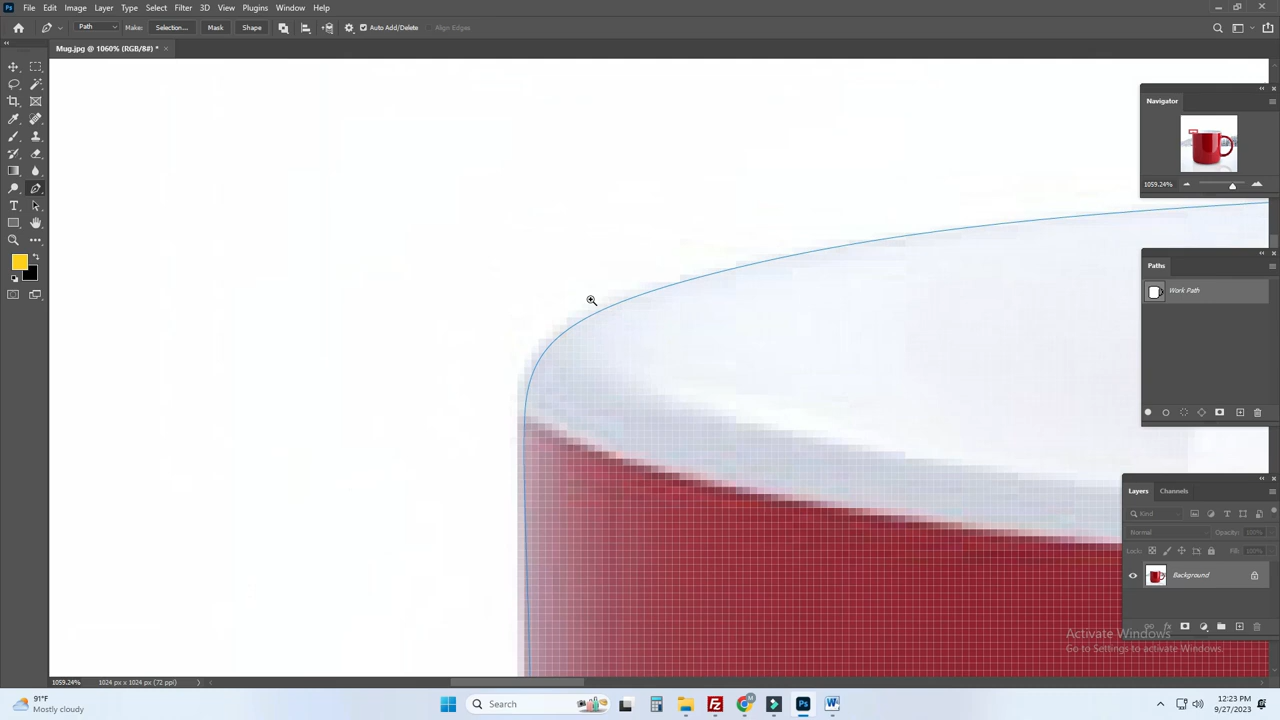 Ps File Edit Image Layer Type Select Filter 3D View Plugins Window Help
Path Make: Selection... Mask Shape Auto Add/Delete Align Edges
Mug.jpg @ 1060% (RGB/8#) *
Navigator
1059.24%
Paths
Work Path
Layers Channels
Kind
Normal Opacity: 100%
Lock: Fill: 100%
Background
Activate Windows
Go to Settings to activate Windows.
1059.24% 1024 px x 1024 px (72 ppi)
91°F
Mostly cloudy
Search
12:23 PM
9/27/2023